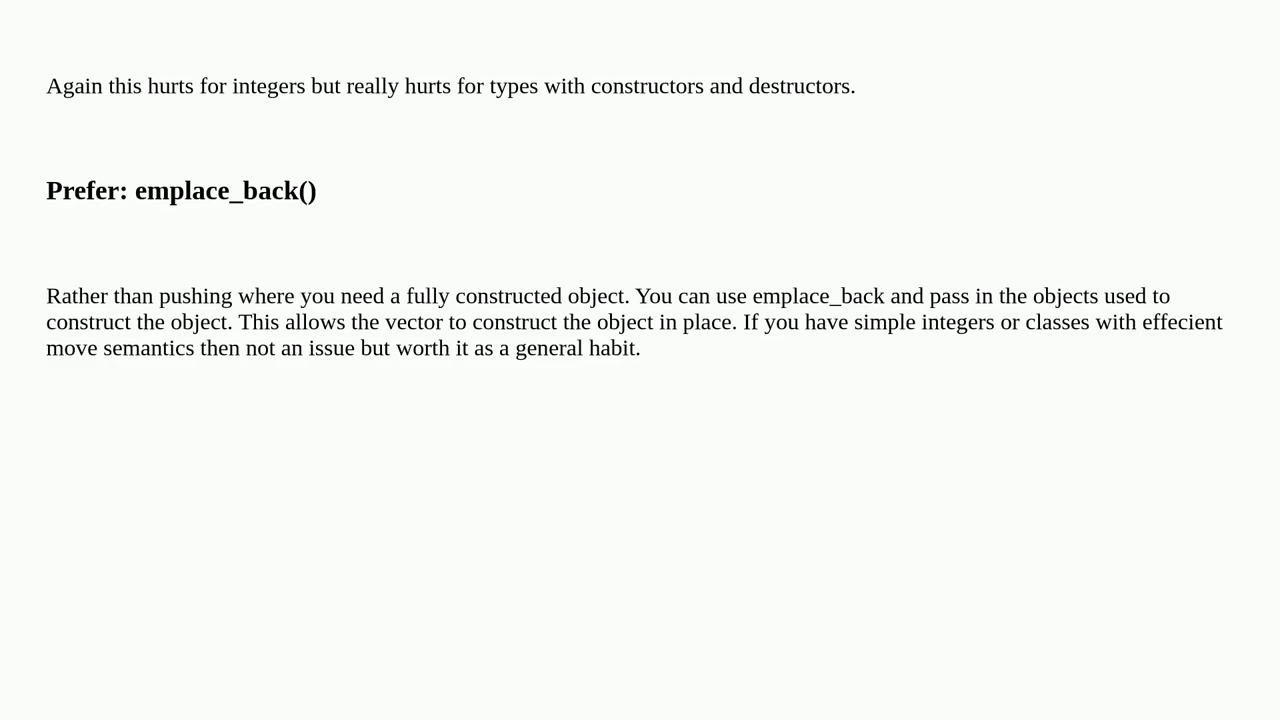 Again this hurts for integers but really hurts for types with constructors and destructors.
Prefer: emplace_back()
Rather than pushing where you need a fully constructed object. You can use emplace_back and pass in the objects used to
construct the object. This allows the vector to construct the object in place. If you have simple integers or classes with effecient
move semantics then not an issue but worth it as a general habit.